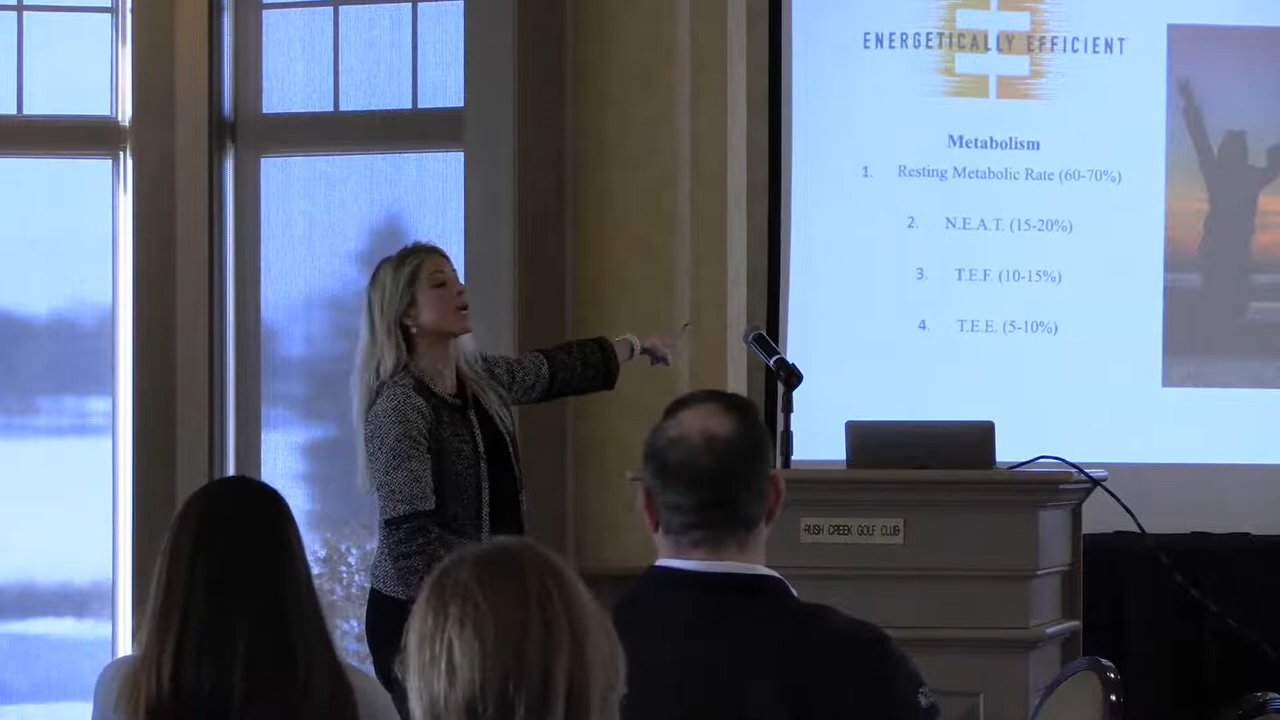 ENERGETICALLY EFFICIENT
Metabolism
1. Resting Metabolic Rate (60-70%)
2. N.E.A.T. (15-20%)
3. T.E.F. (10-15%)
4. T.E.E. (5-10%)
RUSH CREEK GOLF CLUB